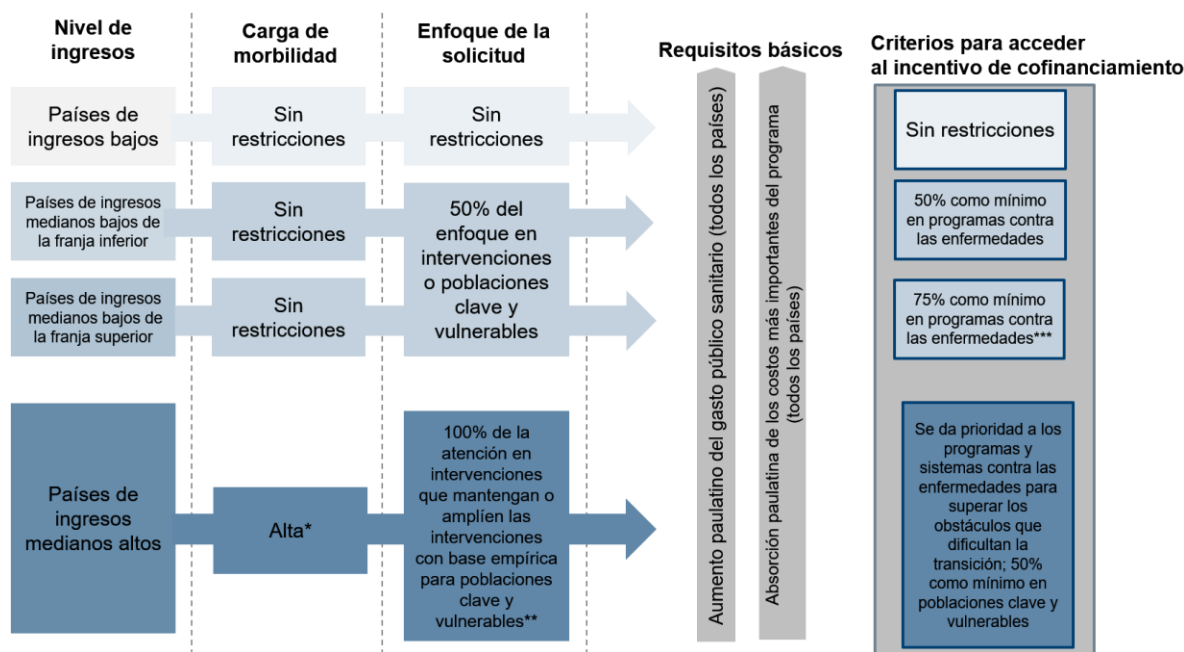 Nivel de
ingresos
Carga de
morbilidad
Enfoque de la
solicitud
Requisitos básicos
Criterios para acceder
al incentivo de cofinanciamiento
Países de
ingresos bajos
Sin
restricciones
Sin
restricciones
Sin restricciones
Países de ingresos
medianos bajos de
la franja inferior
Sin
restricciones
50% del
enfoque en
intervenciones
o poblaciones
clave y
vulnerables
50% como mínimo
en programas contra
las enfermedades
Países de ingresos
medianos bajos de
la franja superior
Sin
restricciones
75% como mínimo
en programas contra
las enfermedades***
Países de
ingresos
medianos altos
Alta*
100% de la
atención en
intervenciones
que mantengan o
amplíen las
intervenciones
con base empírica
para poblaciones
clave y
vulnerables**
Aumento paulatino del gasto público sanitario (todos los países)
Absorción paulatina de los costos más importantes del programa
(todos los países)
Se da prioridad a los
programas y
sistemas contra las
enfermedades para
superar los
obstáculos que
dificultan la
transición; 50%
como mínimo en
poblaciones clave y
vulnerables